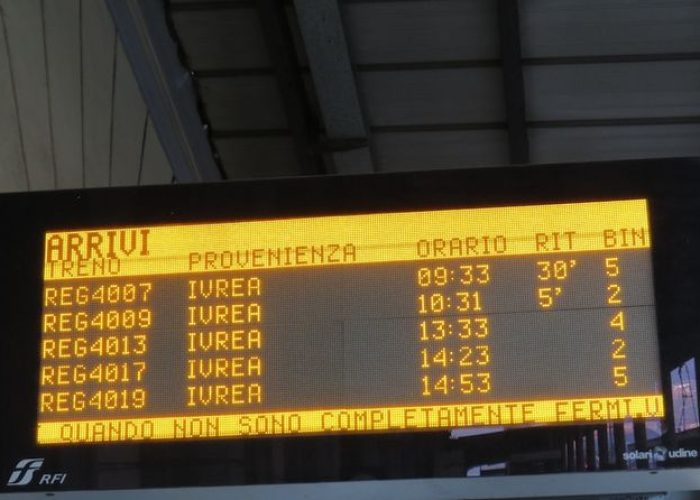 ARRIVI
TRENO PROVENIENZA ORARIO RIT BIN
REG4007 IVREA 09:33 30' 5
REG4009 IVREA 10:31 5' 2
REG4013 IVREA 13:33 4
REG4017 IVREA 14:23 2
REG4019 IVREA 14:53 5
QUANDO NON SONO COMPLETAMENTE FERMI.V
RFI
solari udine